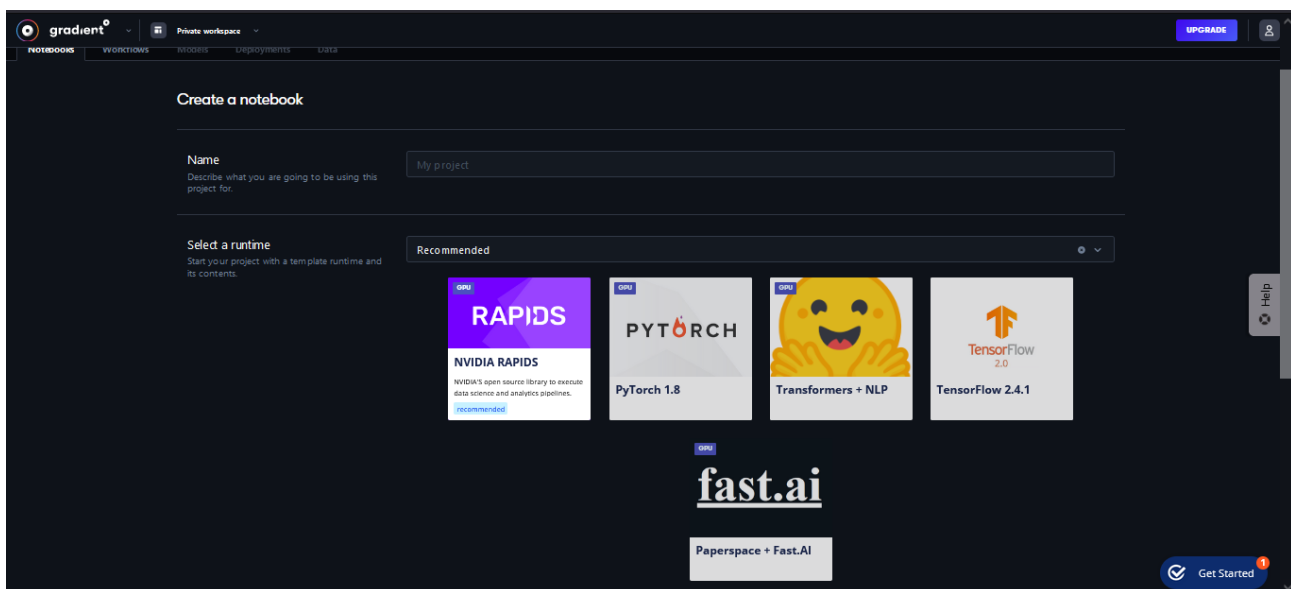 gradient
Private workspace
UPGRADE
Notebooks
Workflows
Models
Deployments
Data
Create a notebook
Name
Describe what you are going to be using this
project for.
My project
Select a runtime
Start your project with a template runtime and
its contents.
Recommended
GPU
RAPIDS
NVIDIA RAPIDS
NVIDIA'S open source library to execute
data science and analytics pipelines.
recommended
GPU
PYTORCH
PyTorch 1.8
GPU
Transformers + NLP
TensorFlow
2.0
TensorFlow 2.4.1
GPU
fast.ai
Paperspace + Fast.AI
Help
Get Started
1